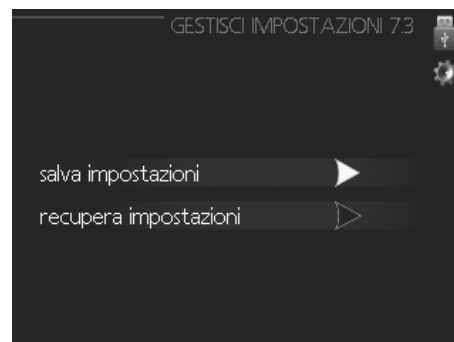 GESTISCI IMPOSTAZIONI 7.3
salva impostazioni
recupera impostazioni